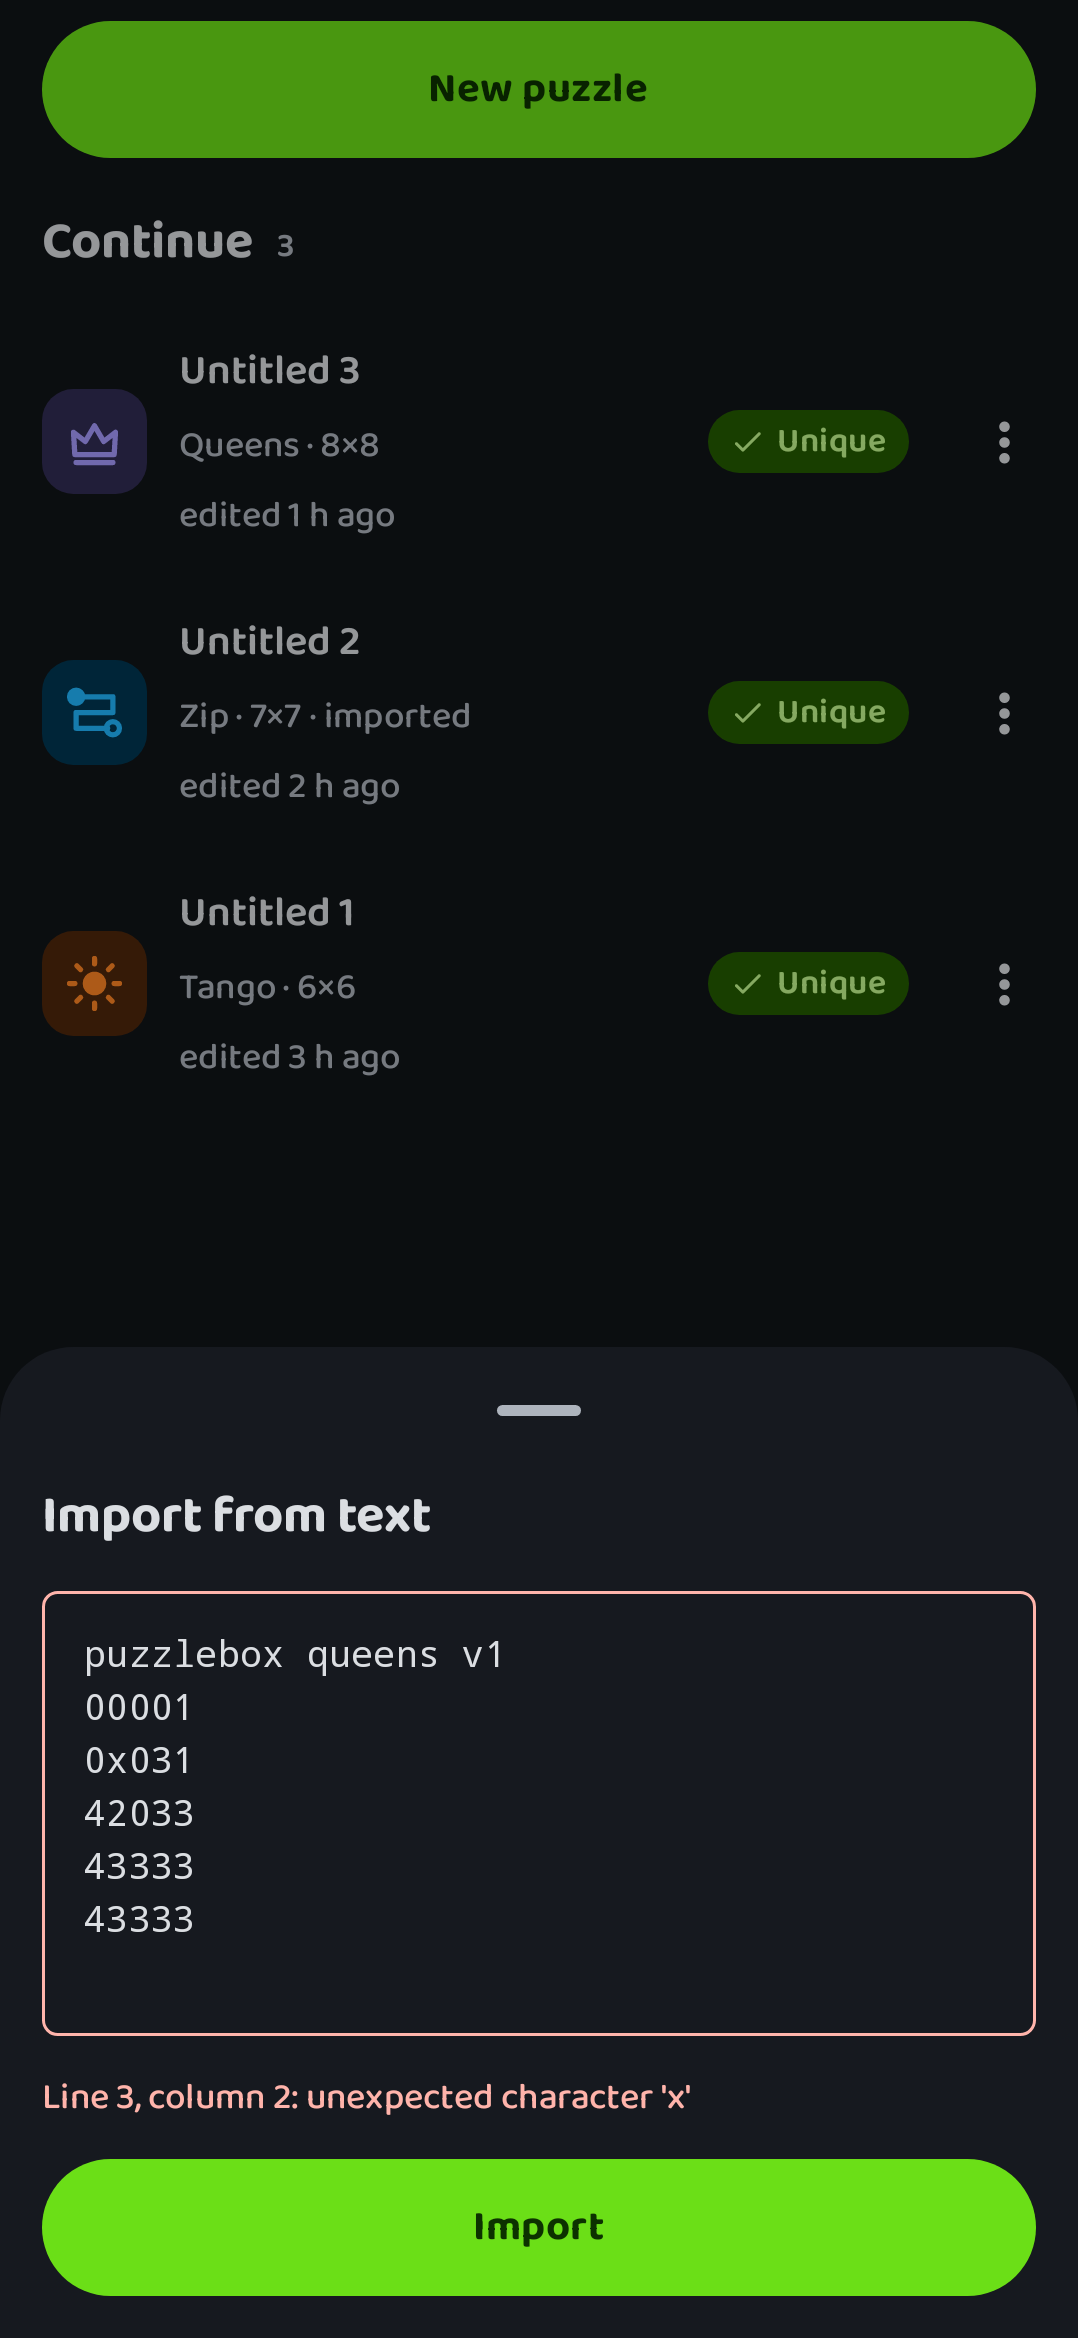 New puzzle
Continue 3
Untitled 3
Queens · 8×8
edited 1 h ago
Unique
Untitled 2
Zip · 7×7 · imported
edited 2 h ago
Unique
Untitled 1
Tango · 6×6
edited 3 h ago
Unique
Import from text
puzzlebox queens v1
00001
0x031
42033
43333
43333
Line 3, column 2: unexpected character 'x'
Import